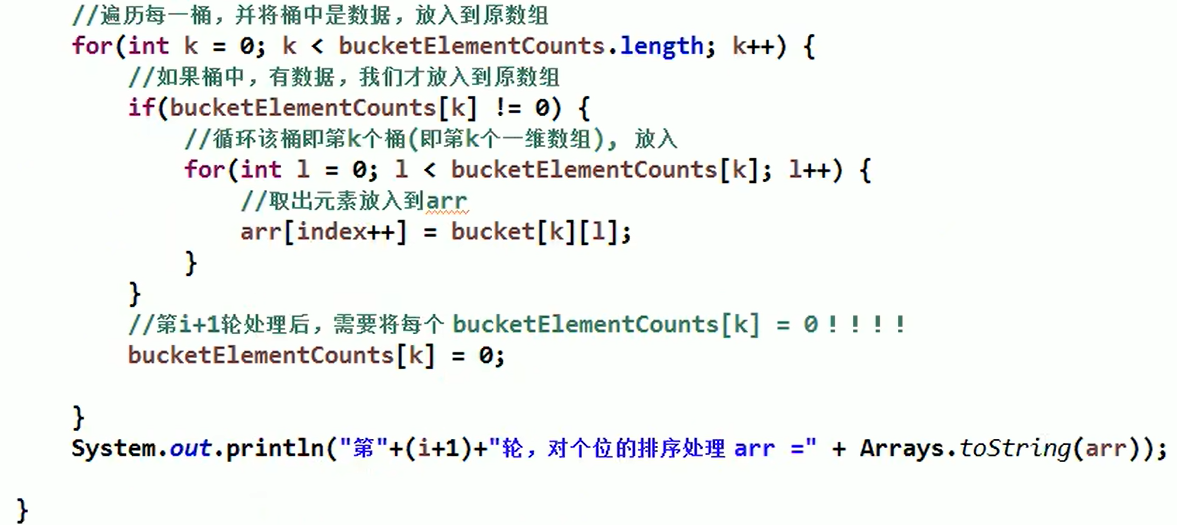 //遍历每一桶，并将桶中是数据，放入到原数组
for(int k = 0; k < bucketElementCounts.length; k++) {
//如果桶中，有数据，我们才放入到原数组
if(bucketElementCounts[k] != 0) {
//循环该桶即第k个桶(即第k个一维数组)，放入
for(int l = 0; l < bucketElementCounts[k]; l++) {
//取出元素放入到arr
arr[index++] = bucket[k][l];
}
}
//第i+1轮处理后，需要将每个 bucketElementCounts[k] = 0！！！！
bucketElementCounts[k] = 0;
}
System.out.println("第"+(i+1)+"轮，对个位的排序处理 arr =" + Arrays.toString(arr));
}